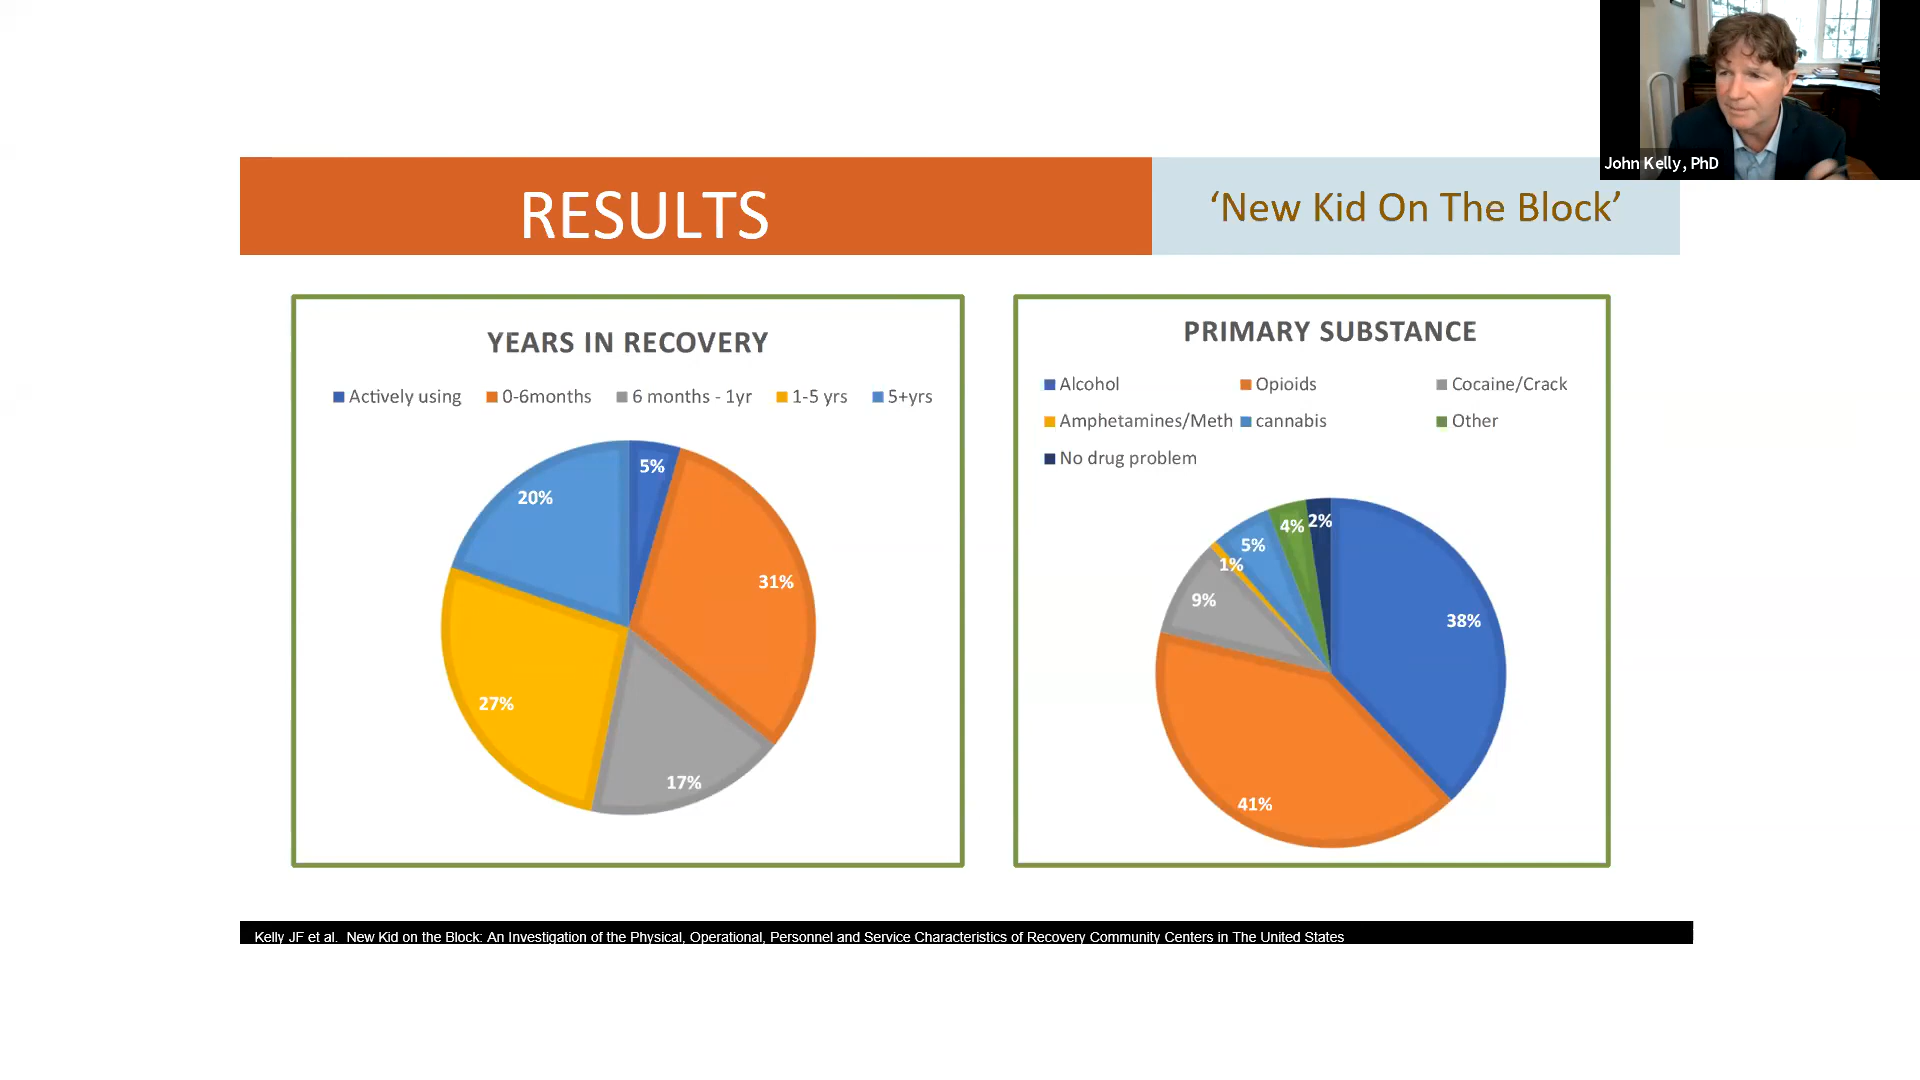 John Kelly, PhD
RESULTS
‘New Kid On The Block’
YEARS IN RECOVERY
Actively using 0-6months 6 months - 1yr 1-5 yrs 5+yrs
5%
20%
31%
27%
17%
PRIMARY SUBSTANCE
Alcohol Opioids Cocaine/Crack
Amphetamines/Meth cannabis Other
No drug problem
4% 2%
5%
1%
9%
38%
41%
Kelly JF et al. New Kid on the Block: An Investigation of the Physical, Operational, Personnel and Service Characteristics of Recovery Community Centers in The United States